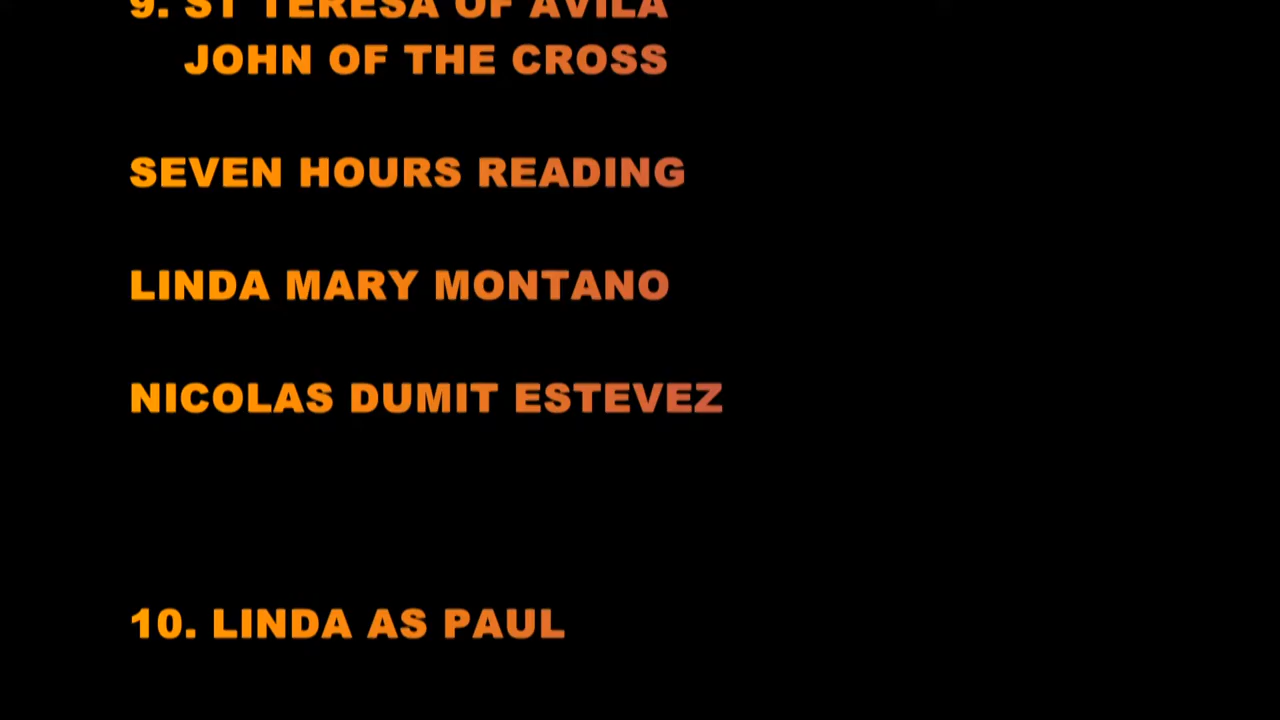 9. ST TERESA OF AVILA
JOHN OF THE CROSS
SEVEN HOURS READING
LINDA MARY MONTANO
NICOLAS DUMIT ESTEVEZ
10. LINDA AS PAUL